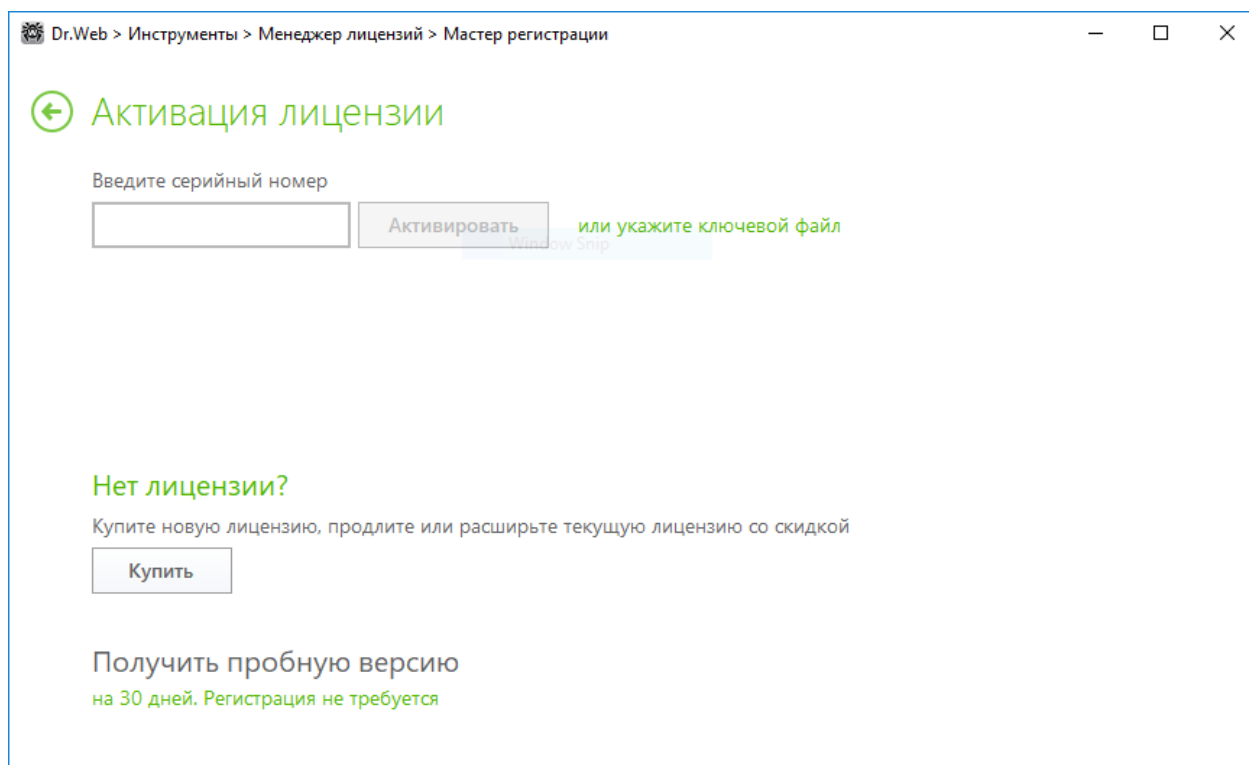 Dr.Web > Инструменты > Менеджер лицензий > Мастер регистрации
Активация лицензии
Введите серийный номер
Активировать
или укажите ключевой файл
Window Snip
Нет лицензии?
Купите новую лицензию, продлите или расширьте текущую лицензию со скидкой
Купить
Получить пробную версию
на 30 дней. Регистрация не требуется